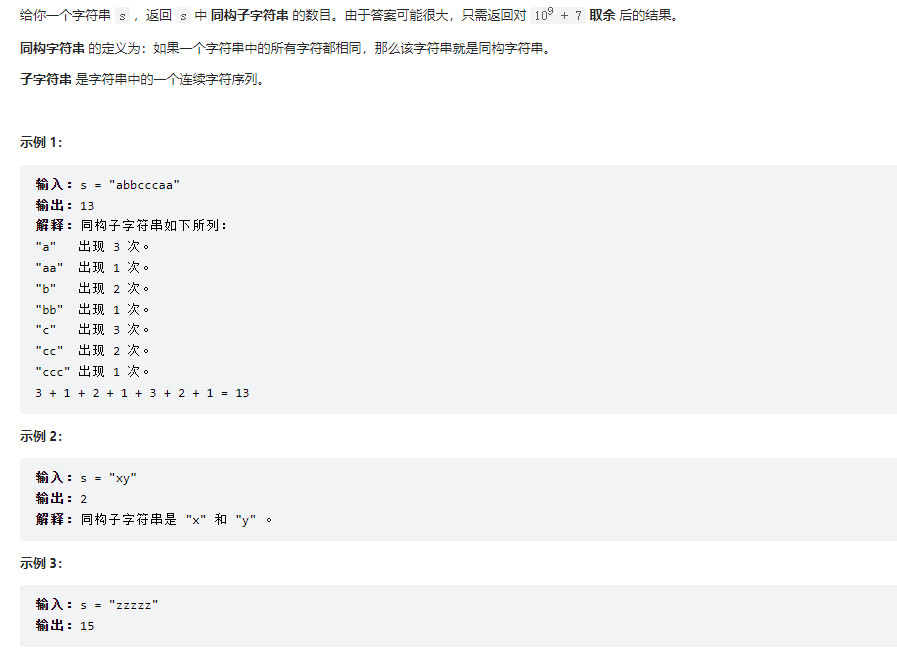 给你一个字符串 s ，返回 s 中 同构子字符串 的数目。由于答案可能很大，只需返回对 10⁹ + 7 取余 后的结果。
同构字符串 的定义为：如果一个字符串中的所有字符都相同，那么该字符串就是同构字符串。
子字符串 是字符串中的一个连续字符序列。
示例 1：
输入：s = "abbcccaa"
输出：13
解释：同构子字符串如下所列：
"a" 出现 3 次。
"aa" 出现 1 次。
"b" 出现 2 次。
"bb" 出现 1 次。
"c" 出现 3 次。
"cc" 出现 2 次。
"ccc" 出现 1 次。
3 + 1 + 2 + 1 + 3 + 2 + 1 = 13
示例 2：
输入：s = "xy"
输出：2
解释：同构子字符串是 "x" 和 "y" 。
示例 3：
输入：s = "zzzzz"
输出：15